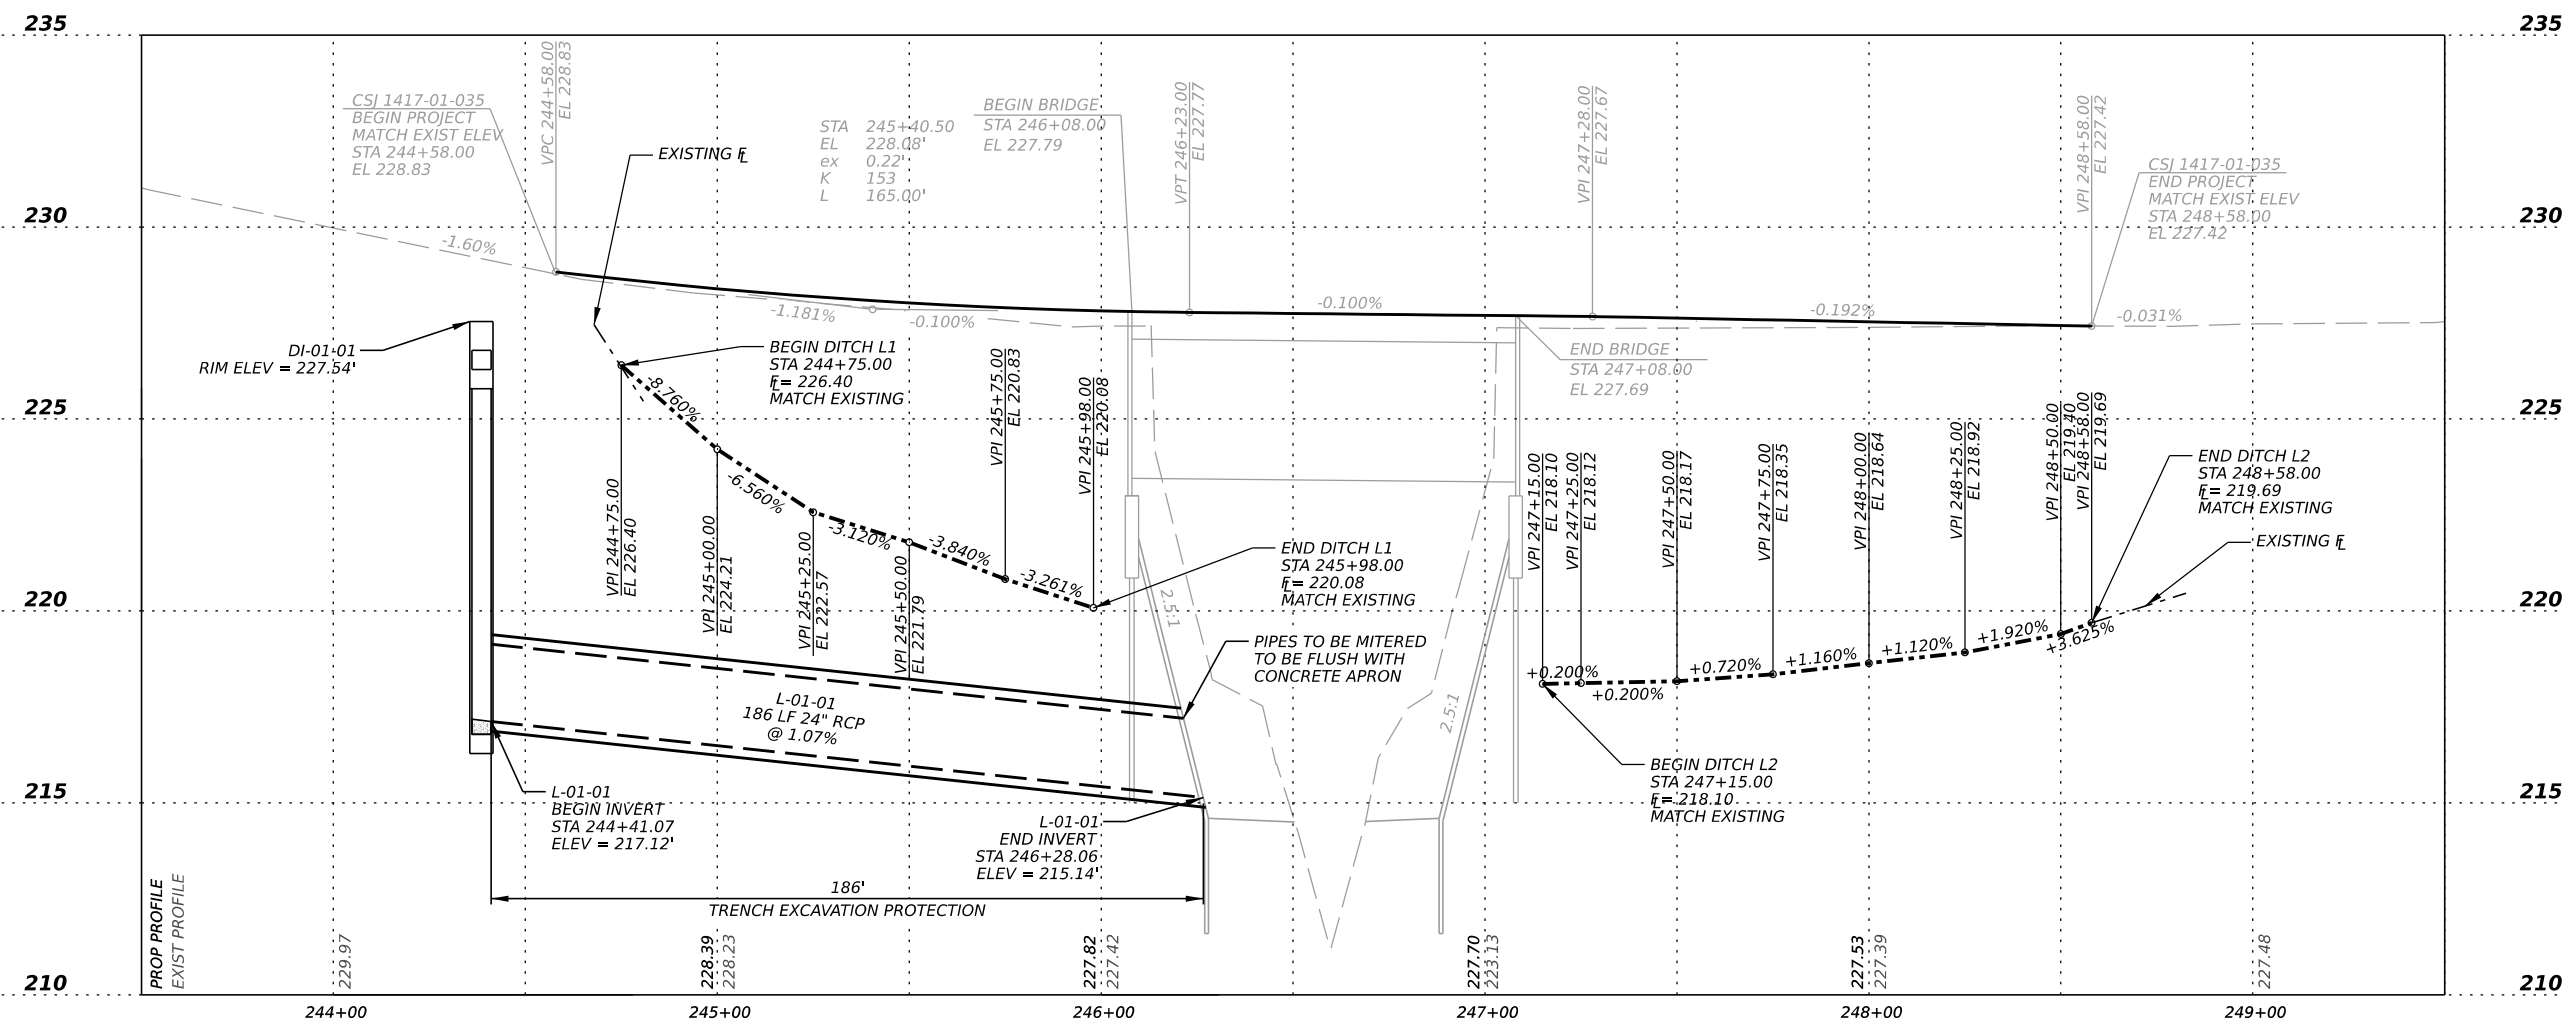 235
235
230
230
225
225
220
220
215
215
210
210
CSJ 1417-01-035
BEGIN PROJECT
MATCH EXIST ELEV
STA 244+58.00
EL 228.83
VPC 244+58.00
EL 228.83
-1.60%
EXISTING FL
STA 245+40.50
EL 228.08'
ex 0.22'
K 153
L 165.00'
BEGIN BRIDGE
STA 246+08.00
EL 227.79
VPT 246+23.00
EL 227.77
VPI 247+28.00
EL 227.67
VPI 248+58.00
EL 227.42
CSJ 1417-01-035
END PROJECT
MATCH EXIST ELEV
STA 248+58.00
EL 227.42
-1.181%
-0.100%
-0.100%
-0.192%
-0.031%
DI-01-01
RIM ELEV = 227.54'
BEGIN DITCH L1
STA 244+75.00
FL= 226.40
MATCH EXISTING
-8.760%
-6.560%
-3.120%
-3.840%
-3.261%
VPI 244+75.00
EL 226.40
VPI 245+00.00
EL 224.21
VPI 245+25.00
EL 222.57
VPI 245+50.00
EL 221.79
VPI 245+75.00
EL 220.83
VPI 245+98.00
EL 220.08
END BRIDGE
STA 247+08.00
EL 227.69
END DITCH L1
STA 245+98.00
FL= 220.08
MATCH EXISTING
PIPES TO BE MITERED
TO BE FLUSH WITH
CONCRETE APRON
2.5:1
2.5:1
VPI 247+15.00
EL 218.10
VPI 247+25.00
EL 218.12
VPI 247+50.00
EL 218.17
VPI 247+75.00
EL 218.35
VPI 248+00.00
EL 218.64
VPI 248+25.00
EL 218.92
VPI 248+50.00
EL 219.40
VPI 248+58.00
EL 219.69
END DITCH L2
STA 248+58.00
FL= 219.69
MATCH EXISTING
EXISTING FL
+0.200%
+0.200%
+0.720%
+1.160%
+1.120%
+1.920%
+3.625%
BEGIN DITCH L2
STA 247+15.00
FL= 218.10
MATCH EXISTING
L-01-01
186 LF 24" RCP
@ 1.07%
L-01-01
BEGIN INVERT
STA 244+41.07
ELEV = 217.12'
L-01-01
END INVERT
STA 246+28.06
ELEV = 215.14'
186'
TRENCH EXCAVATION PROTECTION
PROP PROFILE
EXIST PROFILE
229.97
228.39
228.23
227.82
227.42
227.70
223.13
227.53
227.39
227.48
244+00
245+00
246+00
247+00
248+00
249+00